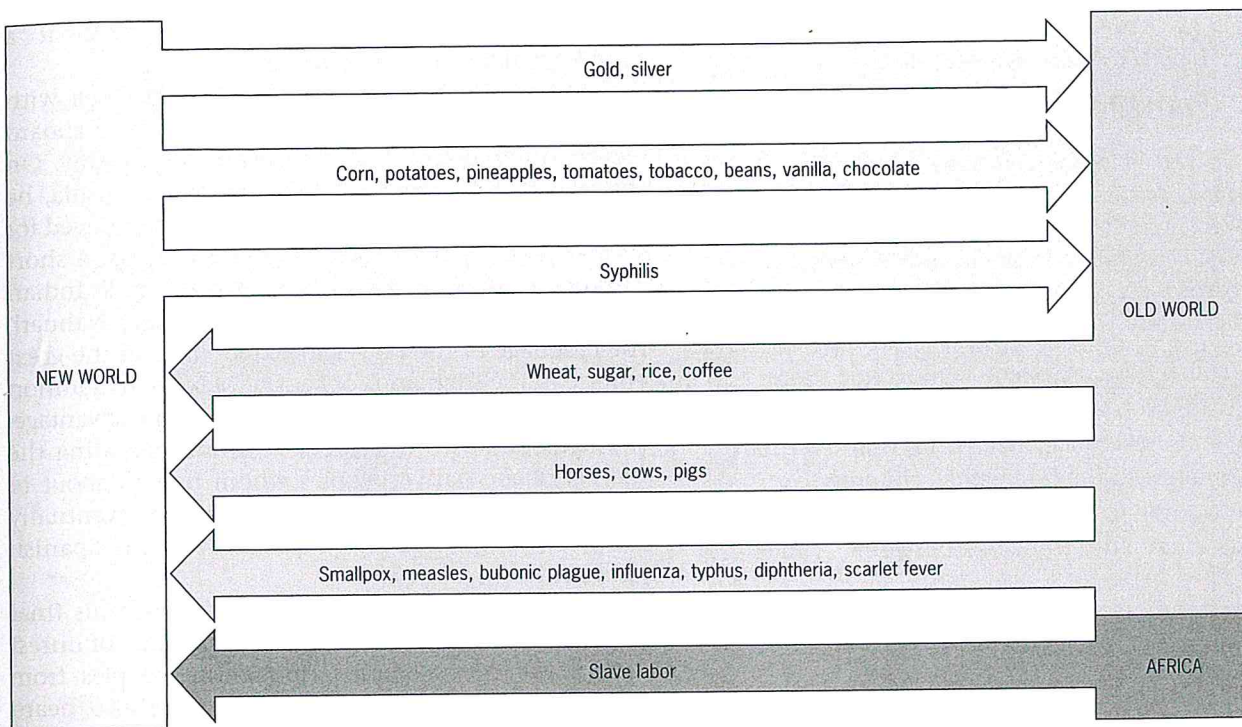 Gold, silver
Corn, potatoes, pineapples, tomatoes, tobacco, beans, vanilla, chocolate
Syphilis
OLD WORLD
NEW WORLD
Wheat, sugar, rice, coffee
Horses, cows, pigs
Smallpox, measles, bubonic plague, influenza, typhus, diphtheria, scarlet fever
Slave labor
AFRICA